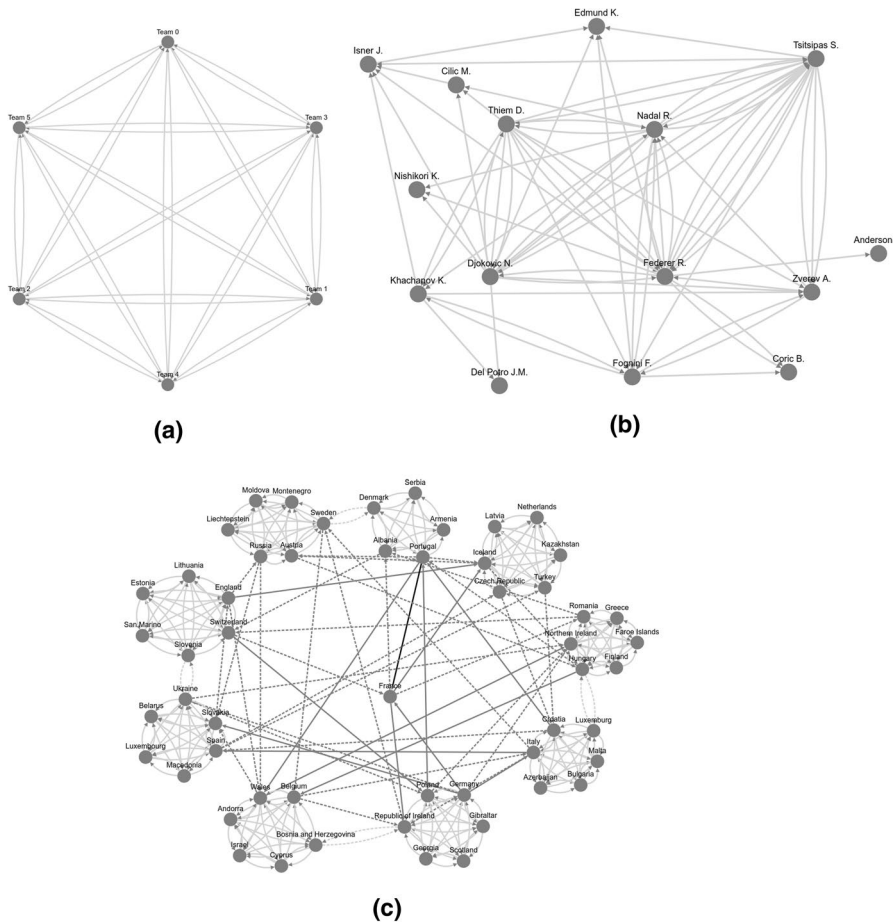 Team 0
Team 5
Team 3
Team 2
Team 1
Team 4
(a)
Edmund K.
Isner J.
Tsitsipas S.
Cilic M.
Thiem D.
Nadal R.
Nishikori K.
Anderson
Djokovic N.
Federer R.
Khachapov K.
Zverev A.
Fognini F.
Coric B.
Del Potro J.M.
(b)
Serbia
Moldova
Montenegro
Denmark
Netherlands
Latvia
Liechtenstein
Sweden
Armenia
Albania
Kazakhstan
Russia
Austria
Portugal
Iceland
Lithuania
Estonia
England
Czech Republic
Turkey
Romania
Greece
San Marino
Switzerland
Northern Ireland
Faroe Islands
Slovenia
Hungary
Finland
Ukraine
France
Belarus
Slovakia
Croatia
Luxemburg
Luxembourg
Spain
Italy
Malta
Macedonia
Azerbaijan
Bulgaria
Wales
Belgium
Poland
Germany
Andorra
Republic of Ireland
Gibraltar
Bosnia and Herzegovina
Israel
Cyprus
Georgia
Scotland
(c)